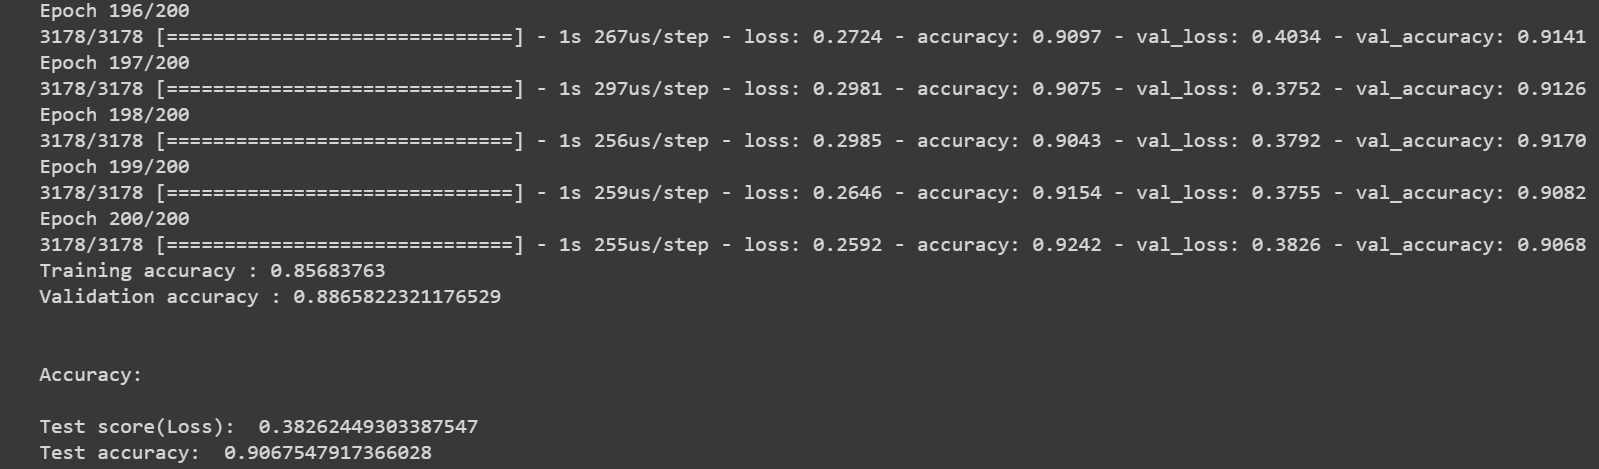 Epoch 196/200
3178/3178 [==============================] - 1s 267us/step - loss: 0.2724 - accuracy: 0.9097 - val_loss: 0.4034 - val_accuracy: 0.9141
Epoch 197/200
3178/3178 [==============================] - 1s 297us/step - loss: 0.2981 - accuracy: 0.9075 - val_loss: 0.3752 - val_accuracy: 0.9126
Epoch 198/200
3178/3178 [==============================] - 1s 256us/step - loss: 0.2985 - accuracy: 0.9043 - val_loss: 0.3792 - val_accuracy: 0.9170
Epoch 199/200
3178/3178 [==============================] - 1s 259us/step - loss: 0.2646 - accuracy: 0.9154 - val_loss: 0.3755 - val_accuracy: 0.9082
Epoch 200/200
3178/3178 [==============================] - 1s 255us/step - loss: 0.2592 - accuracy: 0.9242 - val_loss: 0.3826 - val_accuracy: 0.9068
Training accuracy : 0.85683763
Validation accuracy : 0.8865822321176529
Accuracy:
Test score(Loss):  0.38262449303387547
Test accuracy:  0.9067547917366028